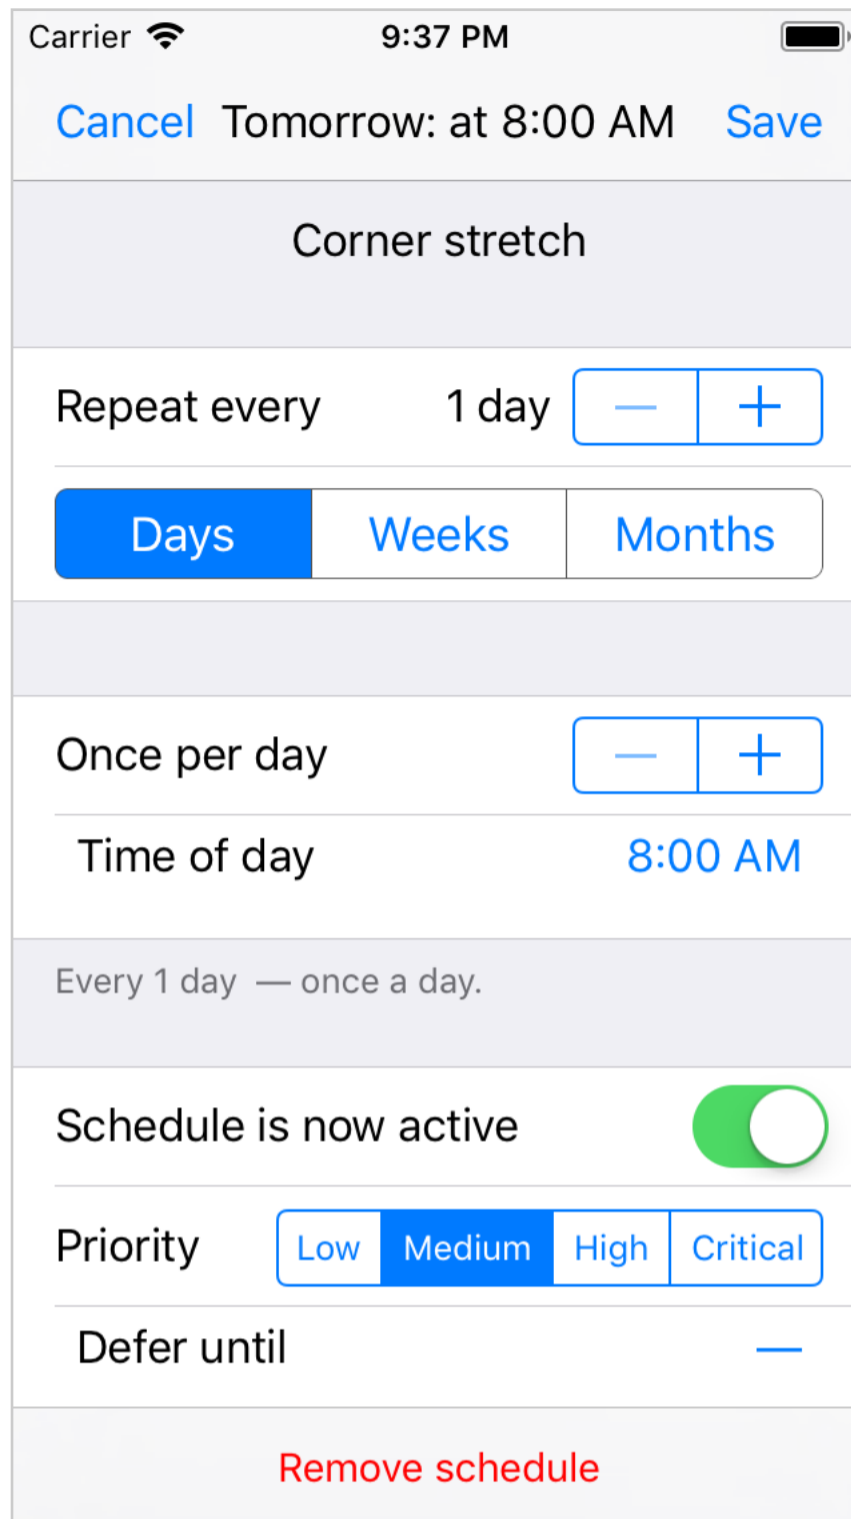 Carrier 9:37 PM
Cancel Tomorrow: at 8:00 AM Save
Corner stretch
Repeat every 1 day − +
Days Weeks Months
Once per day − +
Time of day 8:00 AM
Every 1 day — once a day.
Schedule is now active
Priority Low Medium High Critical
Defer until —
Remove schedule